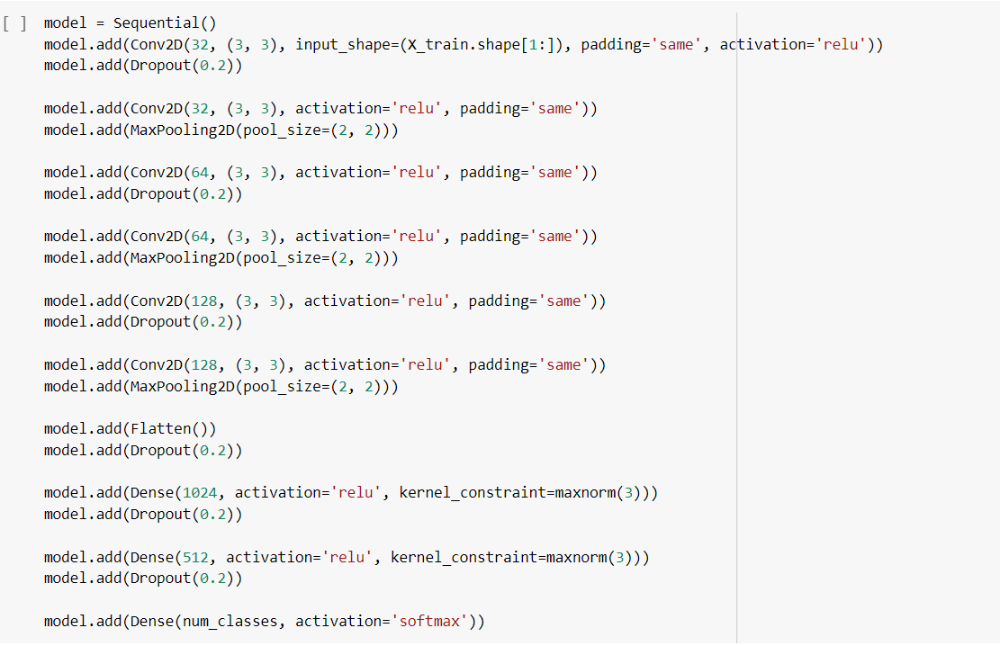 [ ] model = Sequential()
model.add(Conv2D(32, (3, 3), input_shape=(X_train.shape[1:]), padding='same', activation='relu'))
model.add(Dropout(0.2))
model.add(Conv2D(32, (3, 3), activation='relu', padding='same'))
model.add(MaxPooling2D(pool_size=(2, 2)))
model.add(Conv2D(64, (3, 3), activation='relu', padding='same'))
model.add(Dropout(0.2))
model.add(Conv2D(64, (3, 3), activation='relu', padding='same'))
model.add(MaxPooling2D(pool_size=(2, 2)))
model.add(Conv2D(128, (3, 3), activation='relu', padding='same'))
model.add(Dropout(0.2))
model.add(Conv2D(128, (3, 3), activation='relu', padding='same'))
model.add(MaxPooling2D(pool_size=(2, 2)))
model.add(Flatten())
model.add(Dropout(0.2))
model.add(Dense(1024, activation='relu', kernel_constraint=maxnorm(3)))
model.add(Dropout(0.2))
model.add(Dense(512, activation='relu', kernel_constraint=maxnorm(3)))
model.add(Dropout(0.2))
model.add(Dense(num_classes, activation='softmax'))